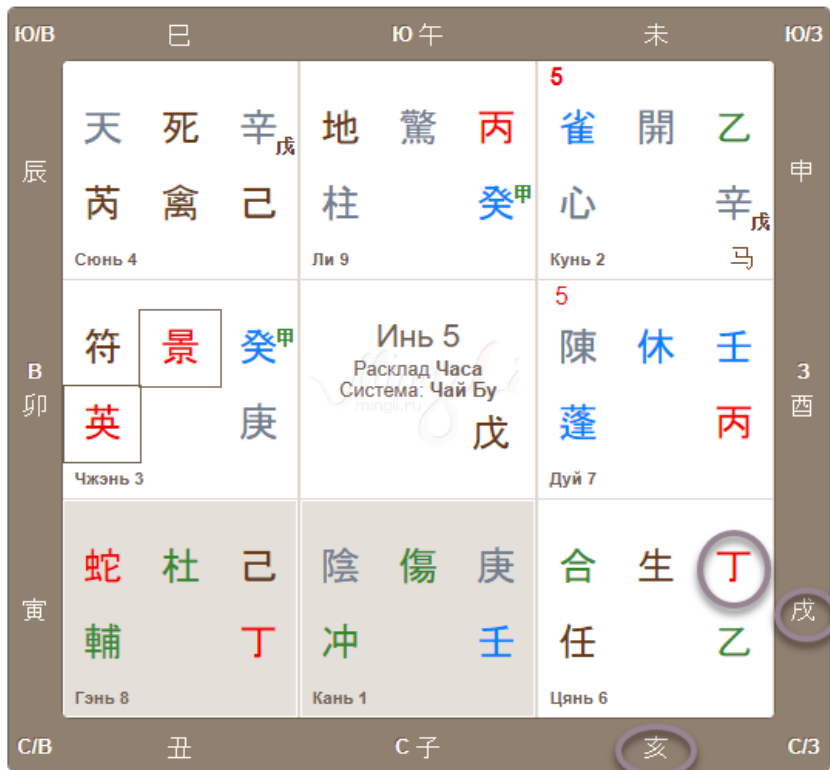 Ю/В 巳 Ю 午 未 Ю/З
辰
天 死 辛戊
芮 禽 己
Сюнь 4
地 驚 丙
柱 癸甲
Ли 9
5
雀 開 乙
心 辛戊
马
Кунь 2
申
В
卯
符 景 癸甲
英 庚
Чжэнь 3
Инь 5
Расклад Часа
Система: Чай Бу
mingli.ru
戊
5
陳 休 壬
蓬 丙
Дуй 7
З
酉
寅
蛇 杜 己
輔 丁
Гэнь 8
陰 傷 庚
冲 壬
Кань 1
合 生 丁
任 乙
Цянь 6
戌
С/В 丑 С 子 亥 С/З